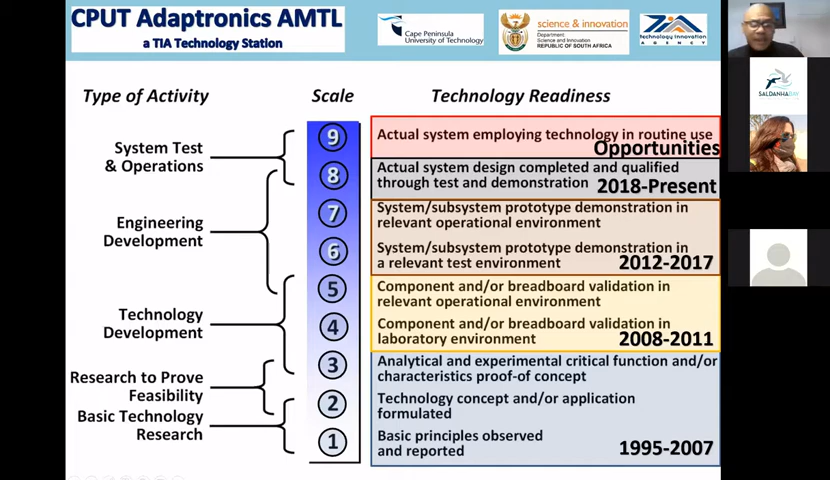 CPUT Adaptronics AMTL
a TIA Technology Station
Cape Peninsula
University of Technology
science & innovation
Department:
Science and Innovation
REPUBLIC OF SOUTH AFRICA
technology innovation
AGENCY
SALDANHABAY
Type of Activity
Scale
Technology Readiness
System Test
& Operations
Engineering
Development
Technology
Development
Research to Prove
Feasibility
Basic Technology
Research
9
8
7
6
5
4
3
2
1
Actual system employing technology in routine use
Opportunities
Actual system design completed and qualified
through test and demonstration
2018-Present
System/subsystem prototype demonstration in
relevant operational environment
System/subsystem prototype demonstration in
a relevant test environment
2012-2017
Component and/or breadboard validation in
relevant operational environment
Component and/or breadboard validation in
laboratory environment
2008-2011
Analytical and experimental critical function and/or
characteristics proof-of concept
Technology concept and/or application
formulated
Basic principles observed
and reported
1995-2007